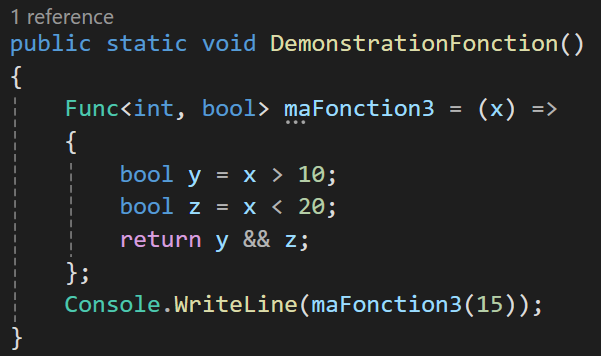 1 reference
public static void DemonstrationFonction()
{
    Func<int, bool> maFonction3 = (x) =>
    {
        bool y = x > 10;
        bool z = x < 20;
        return y && z;
    };
    Console.WriteLine(maFonction3(15));
}